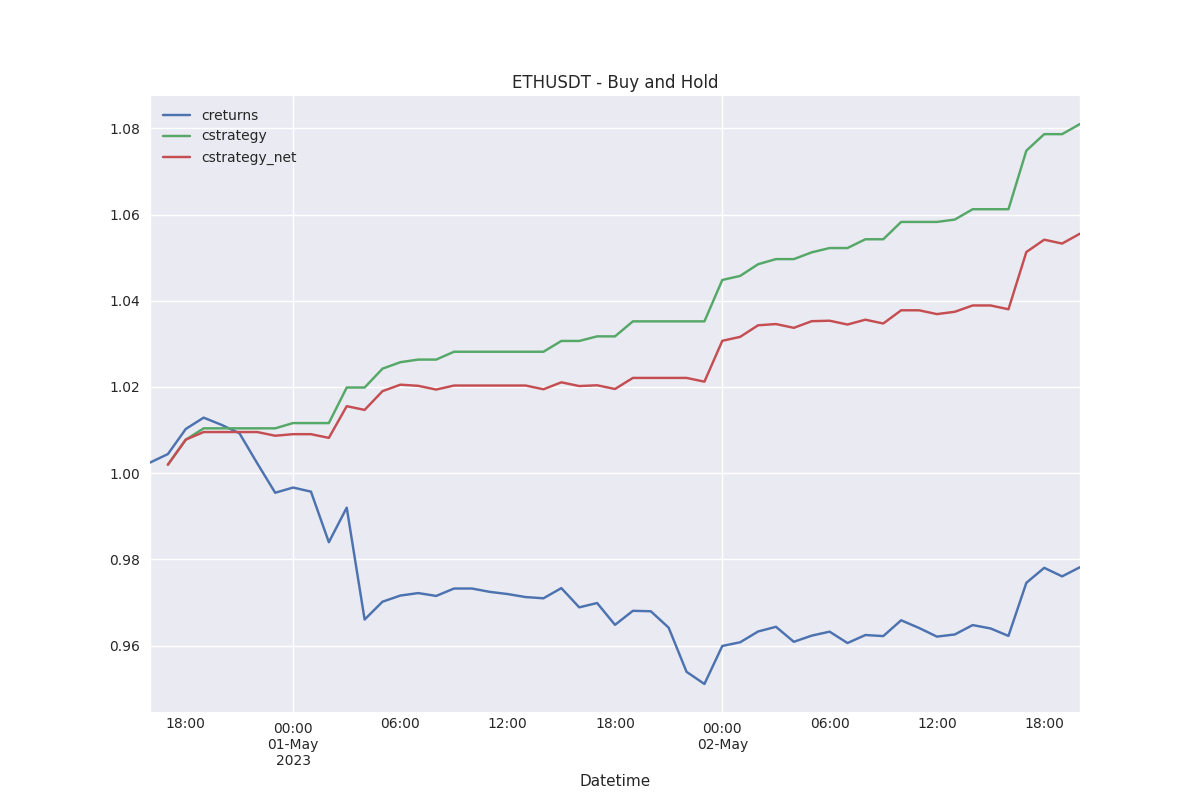 ETHUSDT - Buy and Hold
creturns
cstrategy
cstrategy_net
1.08
1.06
1.04
1.02
1.00
0.98
0.96
18:00
00:00
01-May
2023
06:00
12:00
18:00
00:00
02-May
06:00
12:00
18:00
Datetime